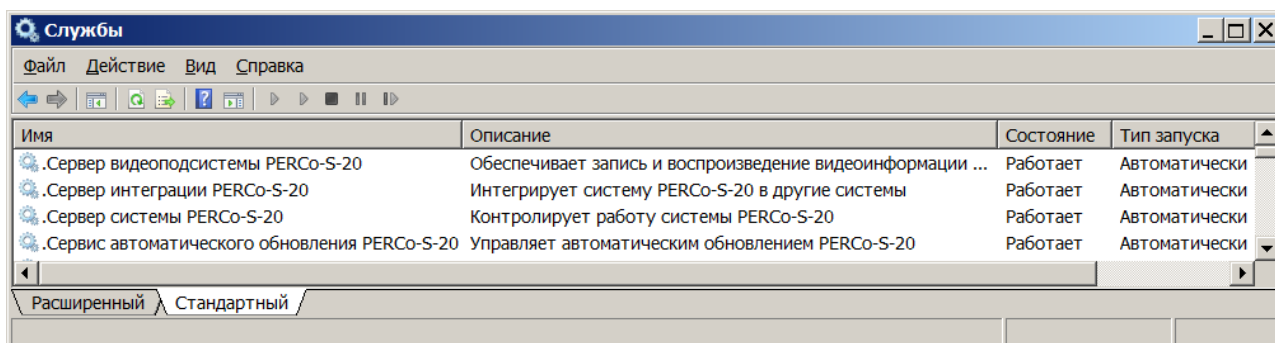 Службы
Файл Действие Вид Справка
Имя Описание Состояние Тип запуска
.Сервер видеоподсистемы PERCo-S-20 Обеспечивает запись и воспроизведение видеоинформации ... Работает Автоматически
.Сервер интеграции PERCo-S-20 Интегрирует систему PERCo-S-20 в другие системы Работает Автоматически
.Сервер системы PERCo-S-20 Контролирует работу системы PERCo-S-20 Работает Автоматически
.Сервис автоматического обновления PERCo-S-20 Управляет автоматическим обновлением PERCo-S-20 Работает Автоматически
Расширенный Стандартный